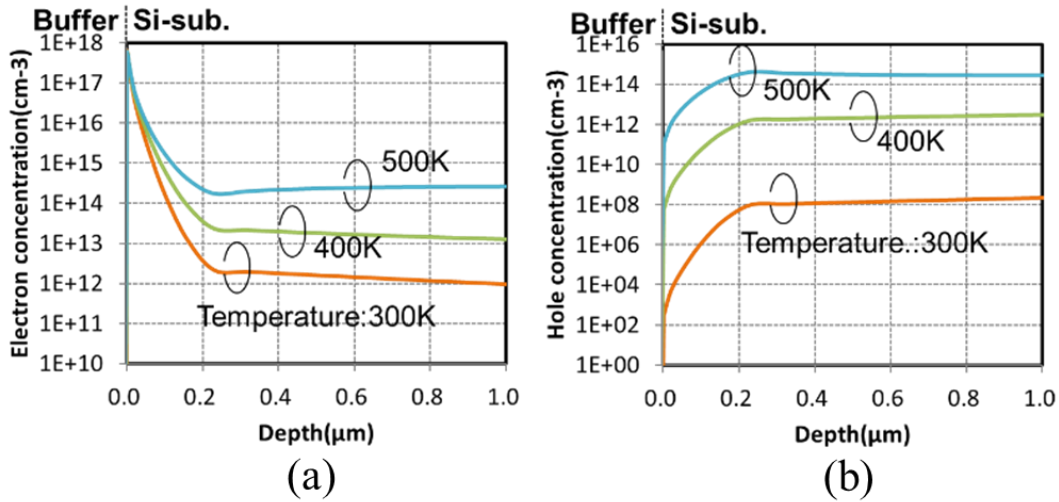 Buffer Si-sub.
Electron concentration(cm-3)
1E+18
1E+17
1E+16
1E+15
1E+14
1E+13
1E+12
1E+11
1E+10
500K
400K
Temperature:300K
0.0 0.2 0.4 0.6 0.8 1.0
Depth(μm)
(a)
Buffer Si-sub.
Hole concentration(cm-3)
1E+16
1E+14
1E+12
1E+10
1E+08
1E+06
1E+04
1E+02
1E+00
500K
400K
Temperature.:300K
0.0 0.2 0.4 0.6 0.8 1.0
Depth(μm)
(b)